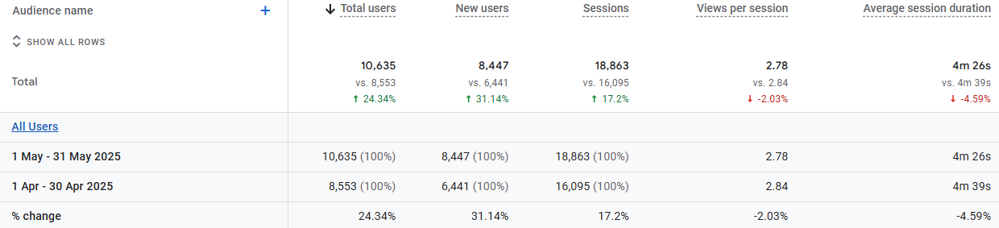 Audience name + ↓ Total users New users Sessions Views per session Average session duration
SHOW ALL ROWS
10,635 8,447 18,863 2.78 4m 26s
Total vs. 8,553 vs. 6,441 vs. 16,095 vs. 2.84 vs. 4m 39s
↑ 24.34% ↑ 31.14% ↑ 17.2% ↓ -2.03% ↓ -4.59%
All Users
1 May - 31 May 2025 10,635 (100%) 8,447 (100%) 18,863 (100%) 2.78 4m 26s
1 Apr - 30 Apr 2025 8,553 (100%) 6,441 (100%) 16,095 (100%) 2.84 4m 39s
% change 24.34% 31.14% 17.2% -2.03% -4.59%